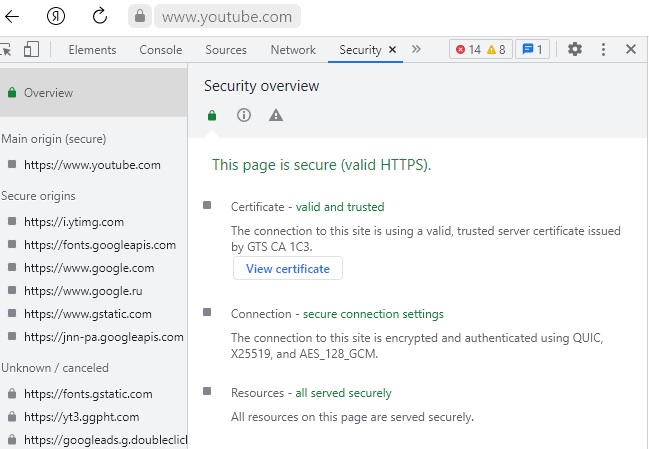 www.youtube.com
Elements Console Sources Network Security × » 14 8 1
Overview
Main origin (secure)
https://www.youtube.com
Secure origins
https://i.ytimg.com
https://fonts.googleapis.com
https://www.google.com
https://www.google.ru
https://www.gstatic.com
https://jnn-pa.googleapis.com
Unknown / canceled
https://fonts.gstatic.com
https://yt3.ggpht.com
https://googleads.g.doubleclicl
Security overview
This page is secure (valid HTTPS).
Certificate - valid and trusted
The connection to this site is using a valid, trusted server certificate issued
by GTS CA 1C3.
View certificate
Connection - secure connection settings
The connection to this site is encrypted and authenticated using QUIC,
X25519, and AES_128_GCM.
Resources - all served securely
All resources on this page are served securely.